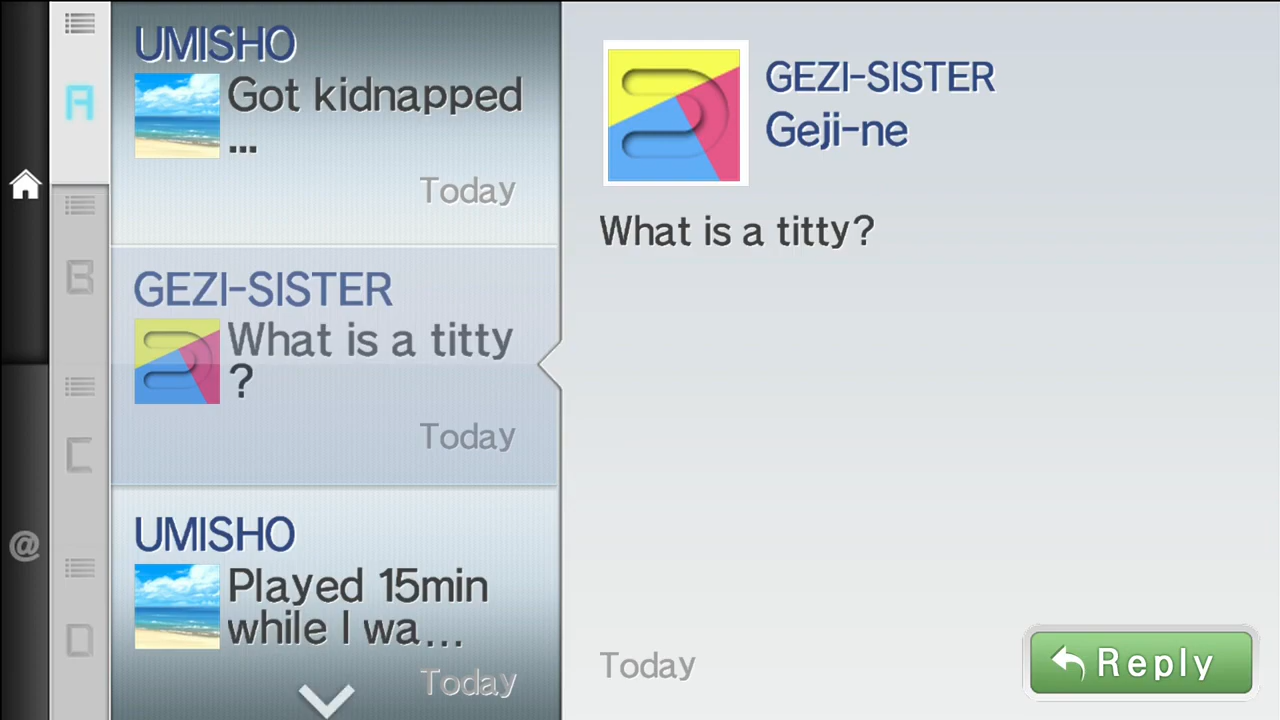 A
B
C
D
@
UMISHO
Got kidnapped
...
Today
GEZI-SISTER
What is a titty
?
Today
UMISHO
Played 15min
while I wa...
Today
GEZI-SISTER
Geji-ne
What is a titty?
Today
Reply